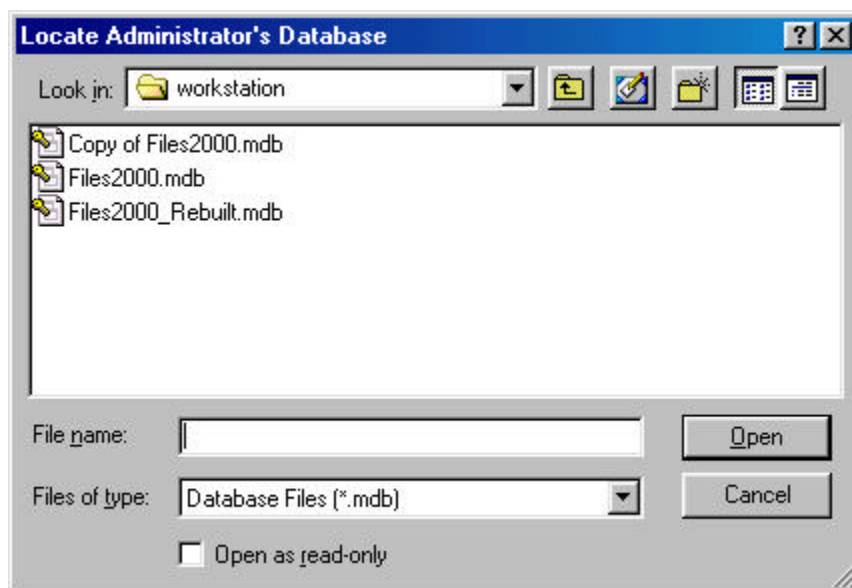 Locate Administrator's Database
Look in: workstation
Copy of Files2000.mdb
Files2000.mdb
Files2000_Rebuilt.mdb
File name: Open
Files of type: Database Files (*.mdb) Cancel
Open as read-only